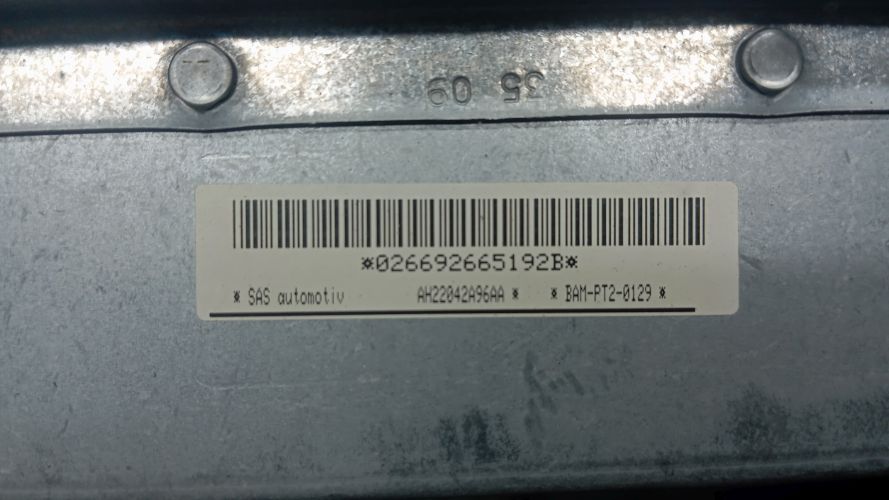 35 09
*026692665192B*
* SAS automotiv AH22042A96AA * * BAM-PT2-0129 *